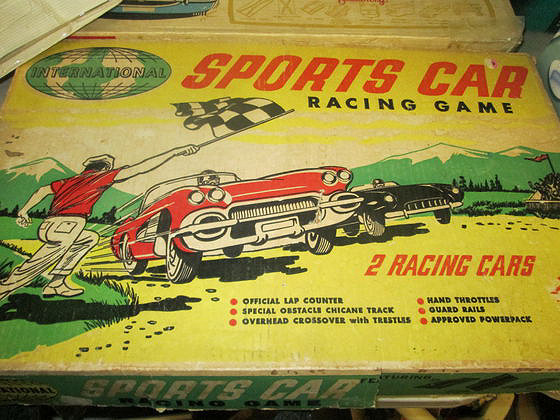 INTERNATIONAL
SPORTS CAR
RACING GAME
2 RACING CARS
OFFICIAL LAP COUNTER
SPECIAL OBSTACLE CHICANE TRACK
OVERHEAD CROSSOVER with TRESTLES
HAND THROTTLES
GUARD RAILS
APPROVED POWERPACK
SPORTS CAR
RACING GAME
FEATURING